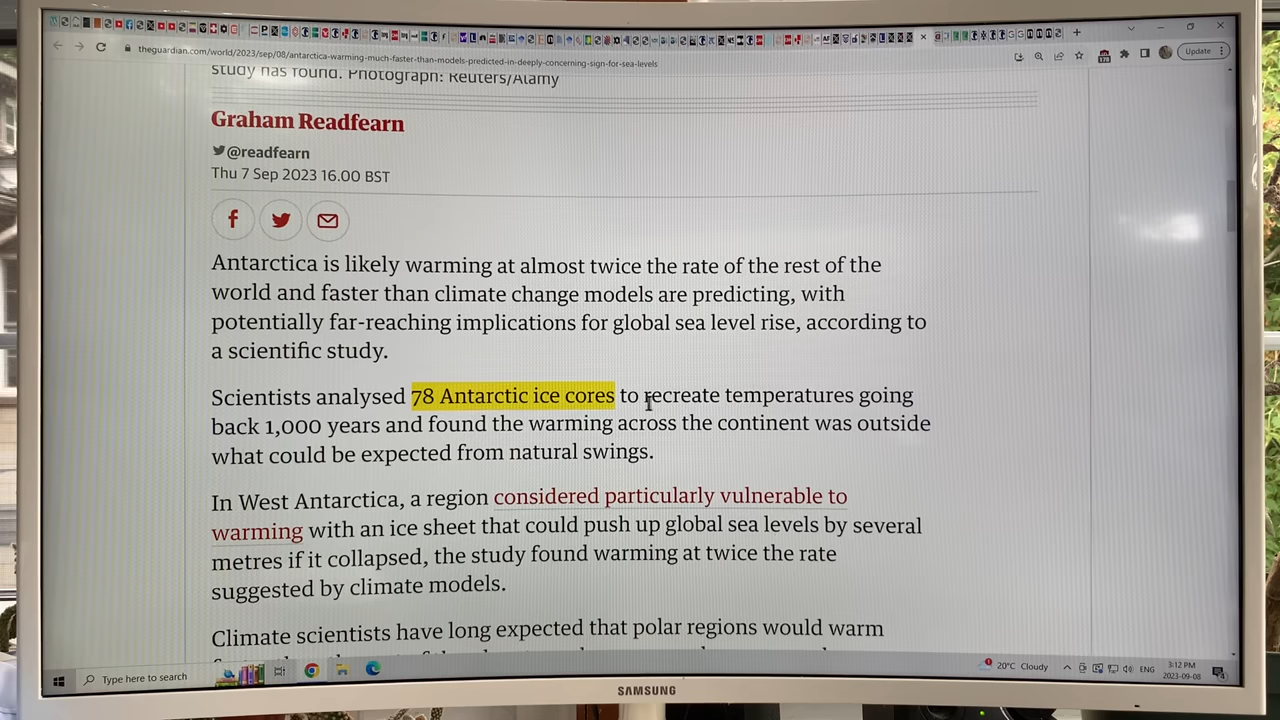 theguardian.com/world/2023/sep/08/antarctica-warming-much-faster-than-models-predicted-in-deeply-concerning-sign-for-sea-levels
Update
study has found. Photograph: Reuters/Alamy
Graham Readfearn
@readfearn
Thu 7 Sep 2023 16.00 BST
Antarctica is likely warming at almost twice the rate of the rest of the
world and faster than climate change models are predicting, with
potentially far-reaching implications for global sea level rise, according to
a scientific study.
Scientists analysed 78 Antarctic ice cores to recreate temperatures going
back 1,000 years and found the warming across the continent was outside
what could be expected from natural swings.
In West Antarctica, a region considered particularly vulnerable to
warming with an ice sheet that could push up global sea levels by several
metres if it collapsed, the study found warming at twice the rate
suggested by climate models.
Climate scientists have long expected that polar regions would warm
Type here to search
20°C Cloudy
ENG
3:12 PM
2023-09-08
SAMSUNG